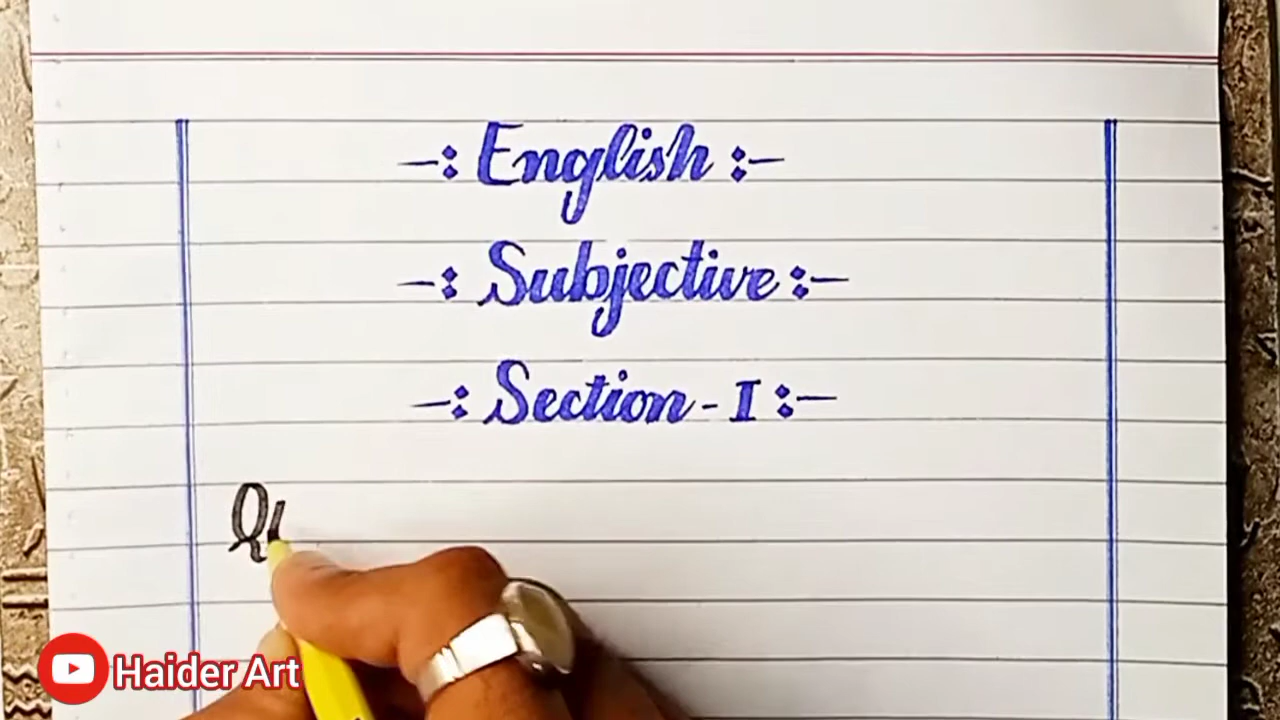 -: English :-
-: Subjective :-
-: Section - I :-
Haider Art